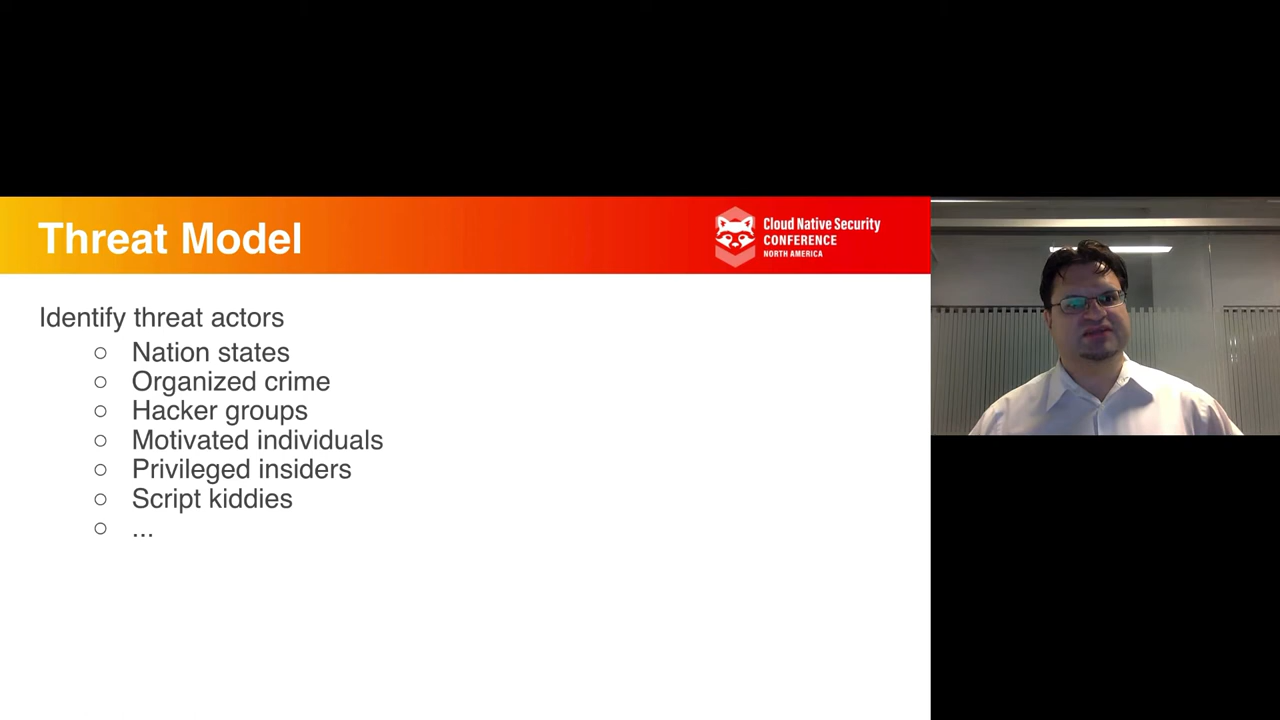 Threat Model
Cloud Native Security
CONFERENCE
NORTH AMERICA
Identify threat actors
○ Nation states
○ Organized crime
○ Hacker groups
○ Motivated individuals
○ Privileged insiders
○ Script kiddies
○ ...